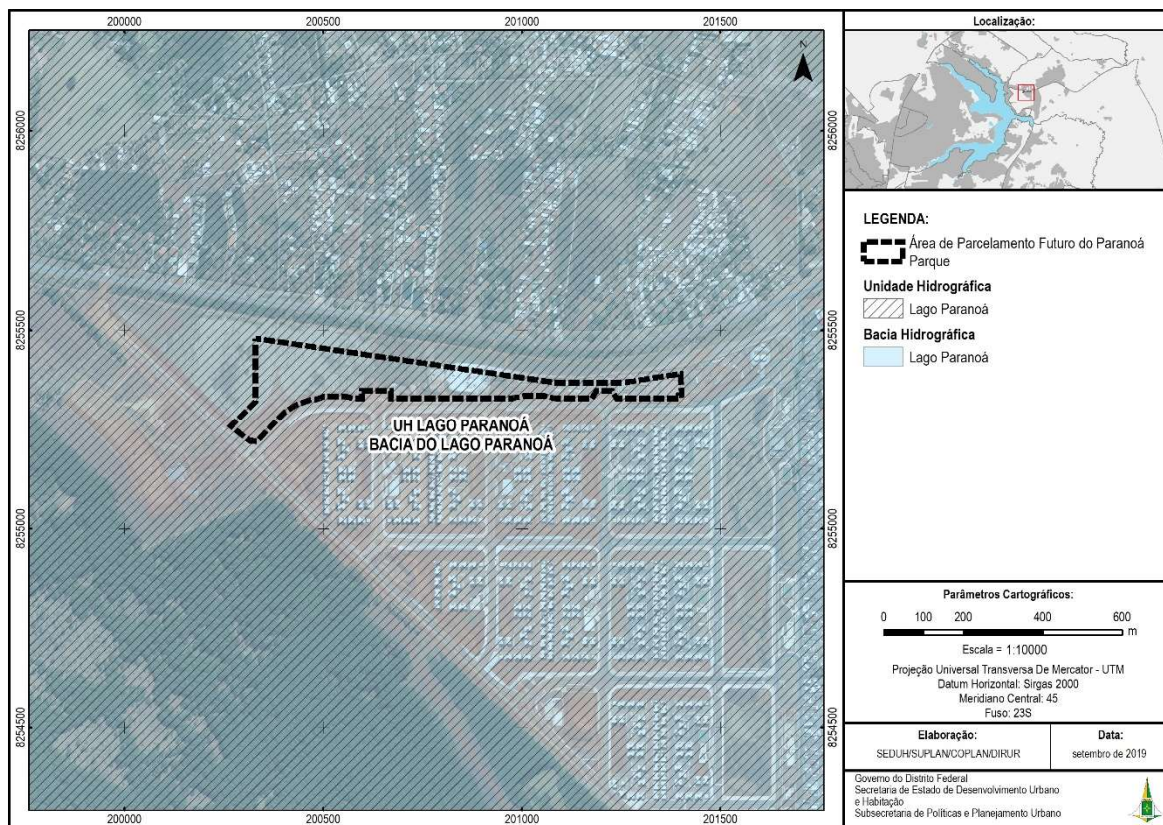 200000 200500 201000 201500
N
8256000 8256000
8255500 8255500
UH LAGO PARANOÁ
BACIA DO LAGO PARANOÁ
8255000 8255000
8254500 8254500
200000 200500 201000 201500
Localização:
LEGENDA:
Área de Parcelamento Futuro do Paranoá
Parque
Unidade Hidrográfica
Lago Paranoá
Bacia Hidrográfica
Lago Paranoá
Parâmetros Cartográficos:
0 100 200 400 600
m
Escala = 1:10000
Projeção Universal Transversa De Mercator - UTM
Datum Horizontal: Sirgas 2000
Meridiano Central: 45
Fuso: 23S
Elaboração: Data:
SEDUH/SUPLAN/COPLAN/DIRUR setembro de 2019
Governo do Distrito Federal
Secretaria de Estado de Desenvolvimento Urbano
e Habitação
Subsecretaria de Políticas e Planejamento Urbano